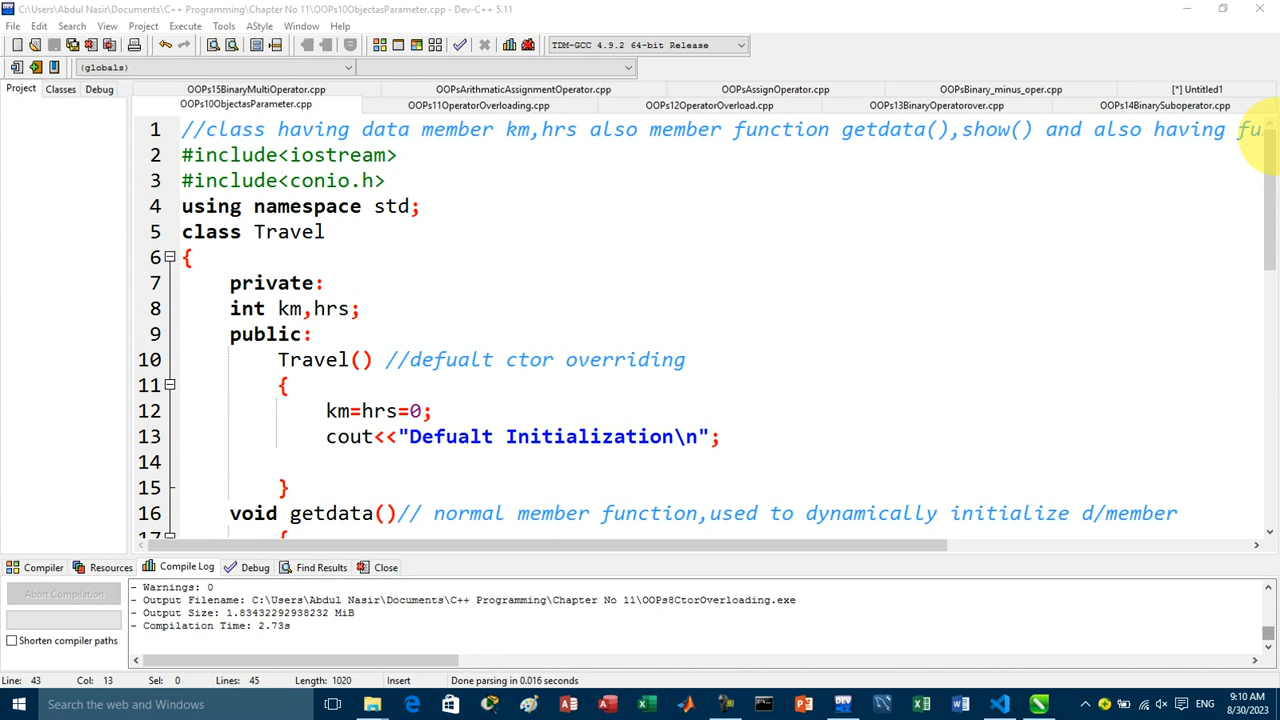 C:\Users\Abdul Nasir\Documents\C++ Programming\Chapter No 11\OOPs10ObjectasParameter.cpp - Dev-C++ 5.11
File Edit Search View Project Execute Tools AStyle Window Help
TDM-GCC 4.9.2 64-bit Release
(globals)
Project Classes Debug
OOPs15BinaryMultiOperator.cpp OOPsArithmaticAssignmentOperator.cpp OOPsAssignOperator.cpp OOPsBinary_minus_oper.cpp [*] Untitled1
OOPs10ObjectasParameter.cpp OOPs11OperatorOverloading.cpp OOPs12OperatorOverload.cpp OOPs13BinaryOperatorover.cpp OOPs14BinarySuboperator.cpp
1 //class having data member km,hrs also member function getdata(),show() and also having fu
2 #include<iostream>
3 #include<conio.h>
4 using namespace std;
5 class Travel
6 {
7 private:
8 int km,hrs;
9 public:
10 Travel() //defualt ctor overriding
11 {
12 km=hrs=0;
13 cout<<"Defualt Initialization\n";
14
15 }
16 void getdata()// normal member function,used to dynamically initialize d/member
17 {
Compiler Resources Compile Log Debug Find Results Close
Abort Compilation
Shorten compiler paths
- Warnings: 0
- Output Filename: C:\Users\Abdul Nasir\Documents\C++ Programming\Chapter No 11\OOPs8CtorOverloading.exe
- Output Size: 1.83432292938232 MiB
- Compilation Time: 2.73s
Line: 43 Col: 13 Sel: 0 Lines: 45 Length: 1020 Done parsing in 0.016 seconds
Search the web and Windows
ENG
9:10 AM
8/30/2023